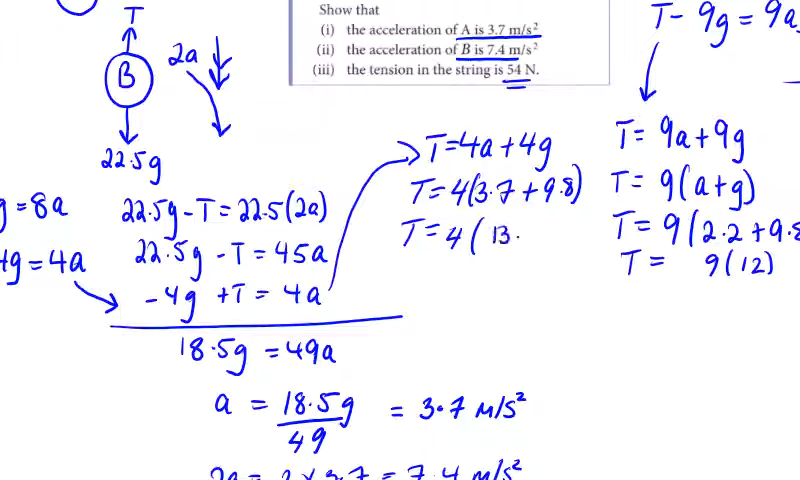 T
B
2a
22.5g
Show that
(i) the acceleration of A is 3.7 m/s²
(ii) the acceleration of B is 7.4 m/s²
(iii) the tension in the string is 54 N.
g = 8a
4g = 4a
22.5g - T = 22.5(2a)
22.5g - T = 45a
-4g + T = 4a
18.5g = 49a
a = 18.5g/49 = 3.7 m/s²
2a = 2 x 3.7 = 7.4 m/s²
T = 4a + 4g
T = 4(3.7 + 9.8)
T = 4( 13.
T - 9g = 9a
T = 9a + 9g
T = 9(a + g)
T = 9(2.2 + 9.8
T = 9(12)